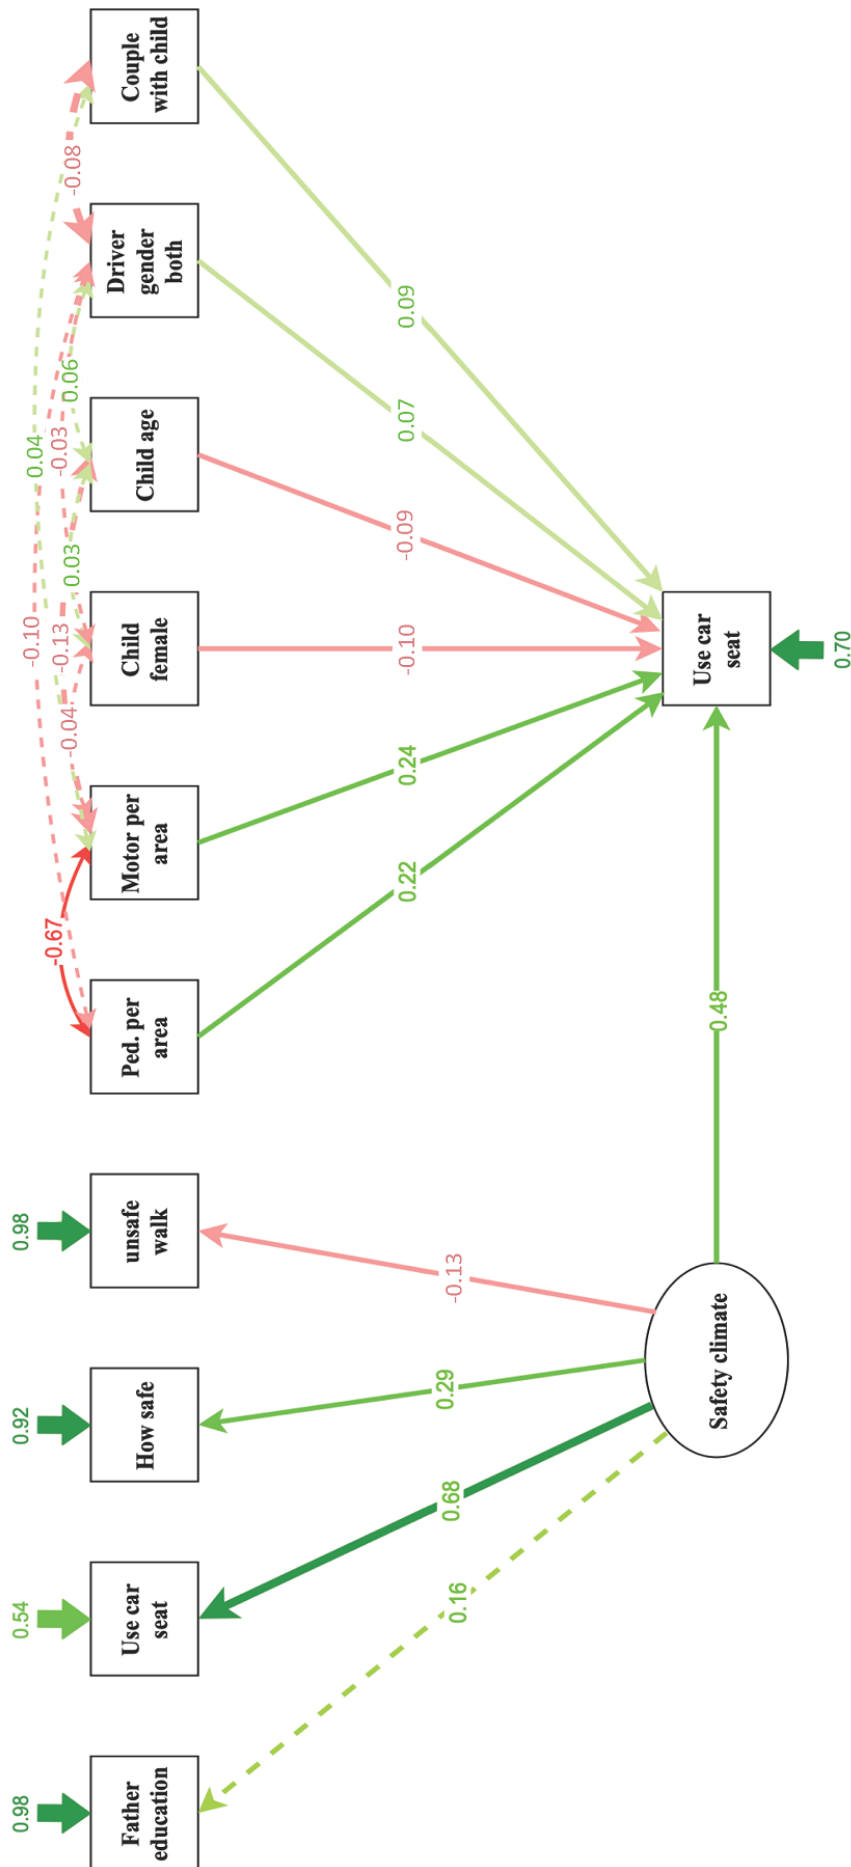 0.98
0.54
0.92
0.98
-0.67
-0.10
0.04
-0.04
-0.13
0.03
-0.03
0.06
-0.08
Father
education
Use car
seat
How safe
unsafe
walk
Ped. per
area
Motor per
area
Child
female
Child age
Driver
gender
both
Couple
with child
0.16
0.68
0.29
-0.13
0.22
0.24
-0.10
-0.09
0.07
0.09
Safety climate
0.48
Use car
seat
0.70